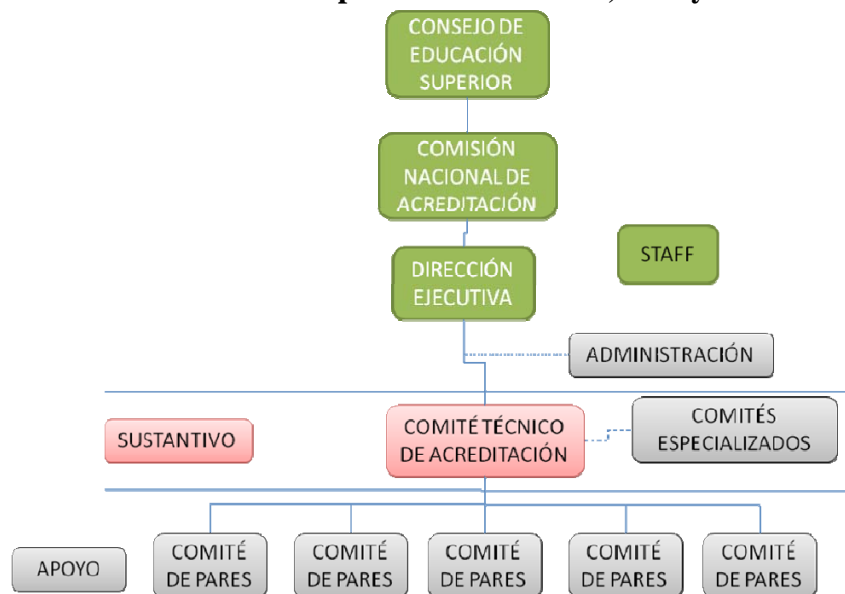 CONSEJO DE
EDUCACIÓN
SUPERIOR
COMISIÓN
NACIONAL DE
ACREDITACIÓN
DIRECCIÓN
EJECUTIVA
STAFF
ADMINISTRACIÓN
SUSTANTIVO
COMITÉ TÉCNICO
DE ACREDITACIÓN
COMITÉS
ESPECIALIZADOS
APOYO
COMITÉ
DE PARES
COMITÉ
DE PARES
COMITÉ
DE PARES
COMITÉ
DE PARES
COMITÉ
DE PARES